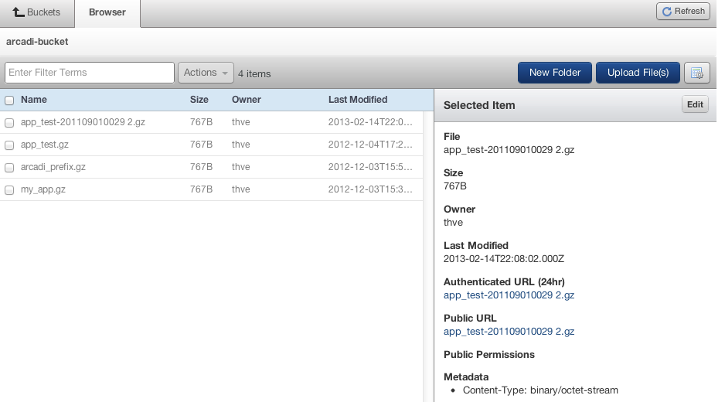 Buckets
Browser
Refresh
arcadi-bucket
Enter Filter Terms
Actions
4 items
New Folder
Upload File(s)
Name Size Owner Last Modified
app_test-201109010029 2.gz 767B thve 2013-02-14T22:0...
app_test.gz 767B thve 2012-12-04T17:2...
arcadi_prefix.gz 767B thve 2012-12-03T15:5...
my_app.gz 767B thve 2012-12-03T15:3...
Selected Item
Edit
File
app_test-201109010029 2.gz
Size
767B
Owner
thve
Last Modified
2013-02-14T22:08:02.000Z
Authenticated URL (24hr)
app_test-201109010029 2.gz
Public URL
app_test-201109010029 2.gz
Public Permissions
Metadata
• Content-Type: binary/octet-stream